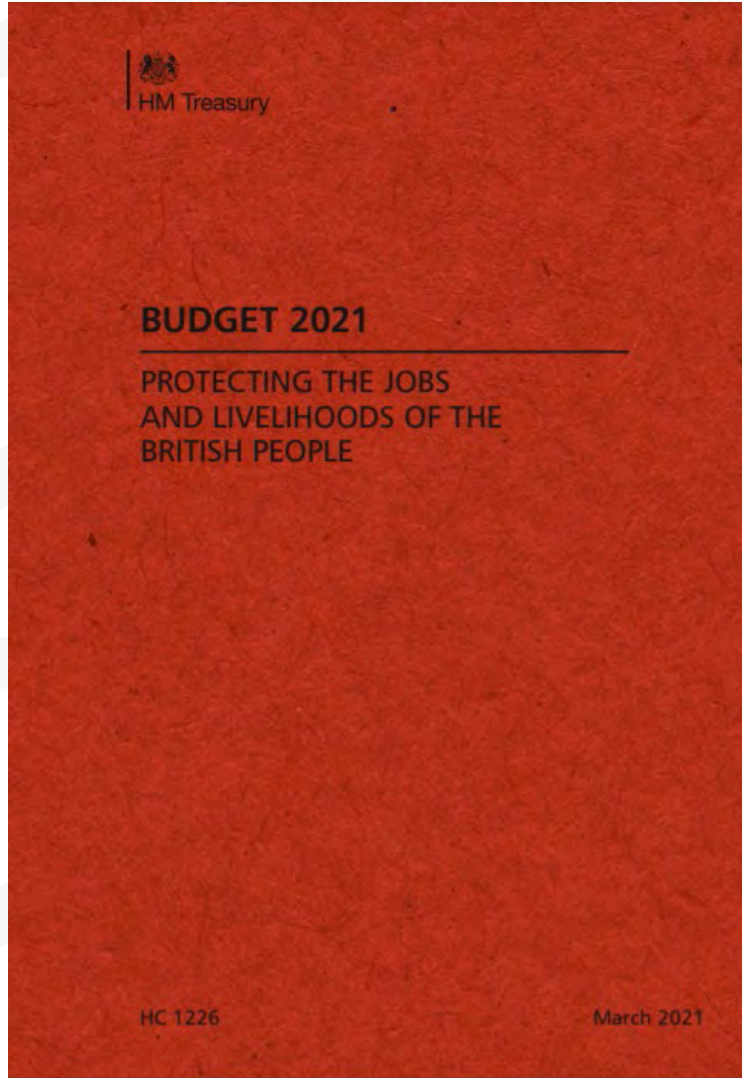 HM Treasury
BUDGET 2021
PROTECTING THE JOBS
AND LIVELIHOODS OF THE
BRITISH PEOPLE
HC 1226
March 2021